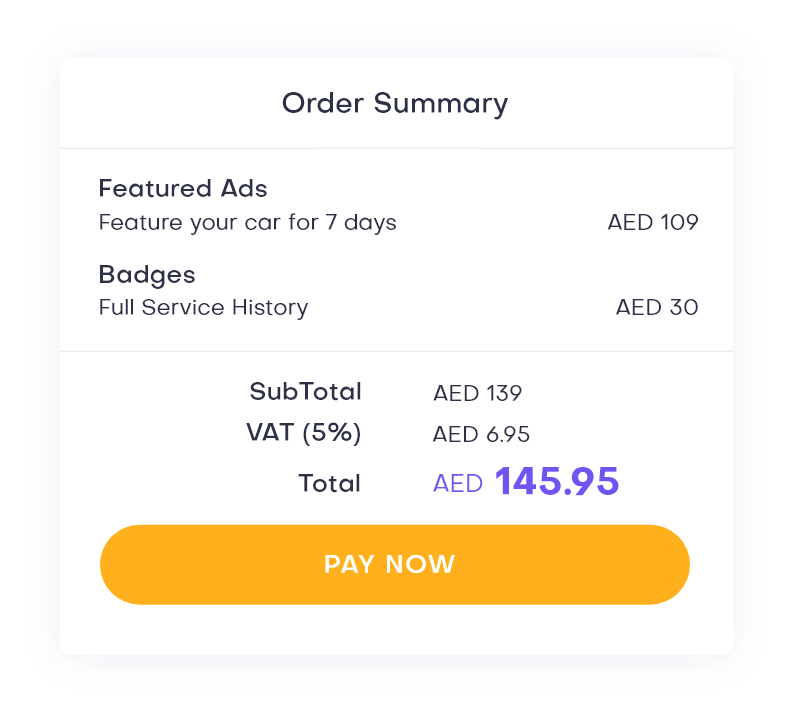 Order Summary
Featured Ads
Feature your car for 7 days AED 109
Badges
Full Service History AED 30
SubTotal AED 139
VAT (5%) AED 6.95
Total AED 145.95
PAY NOW